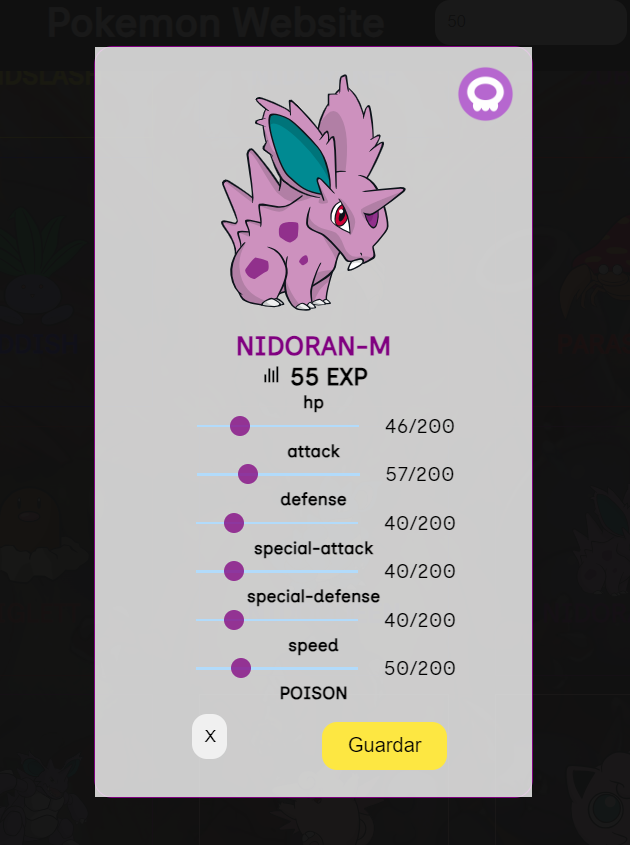 Pokemon Website
50
NIDORAN-M
55 EXP
hp
46/200
attack
57/200
defense
40/200
special-attack
40/200
special-defense
40/200
speed
50/200
POISON
X
Guardar